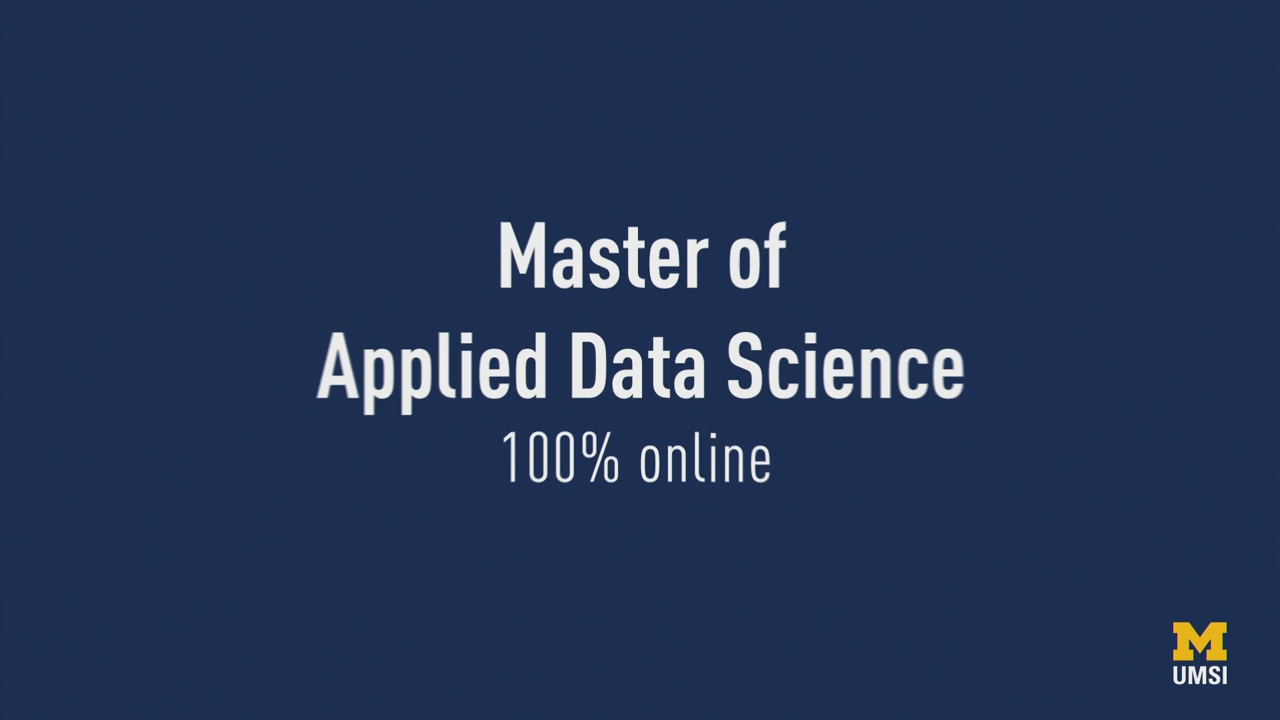 Master of
Applied Data Science
100% online
M
UMSI